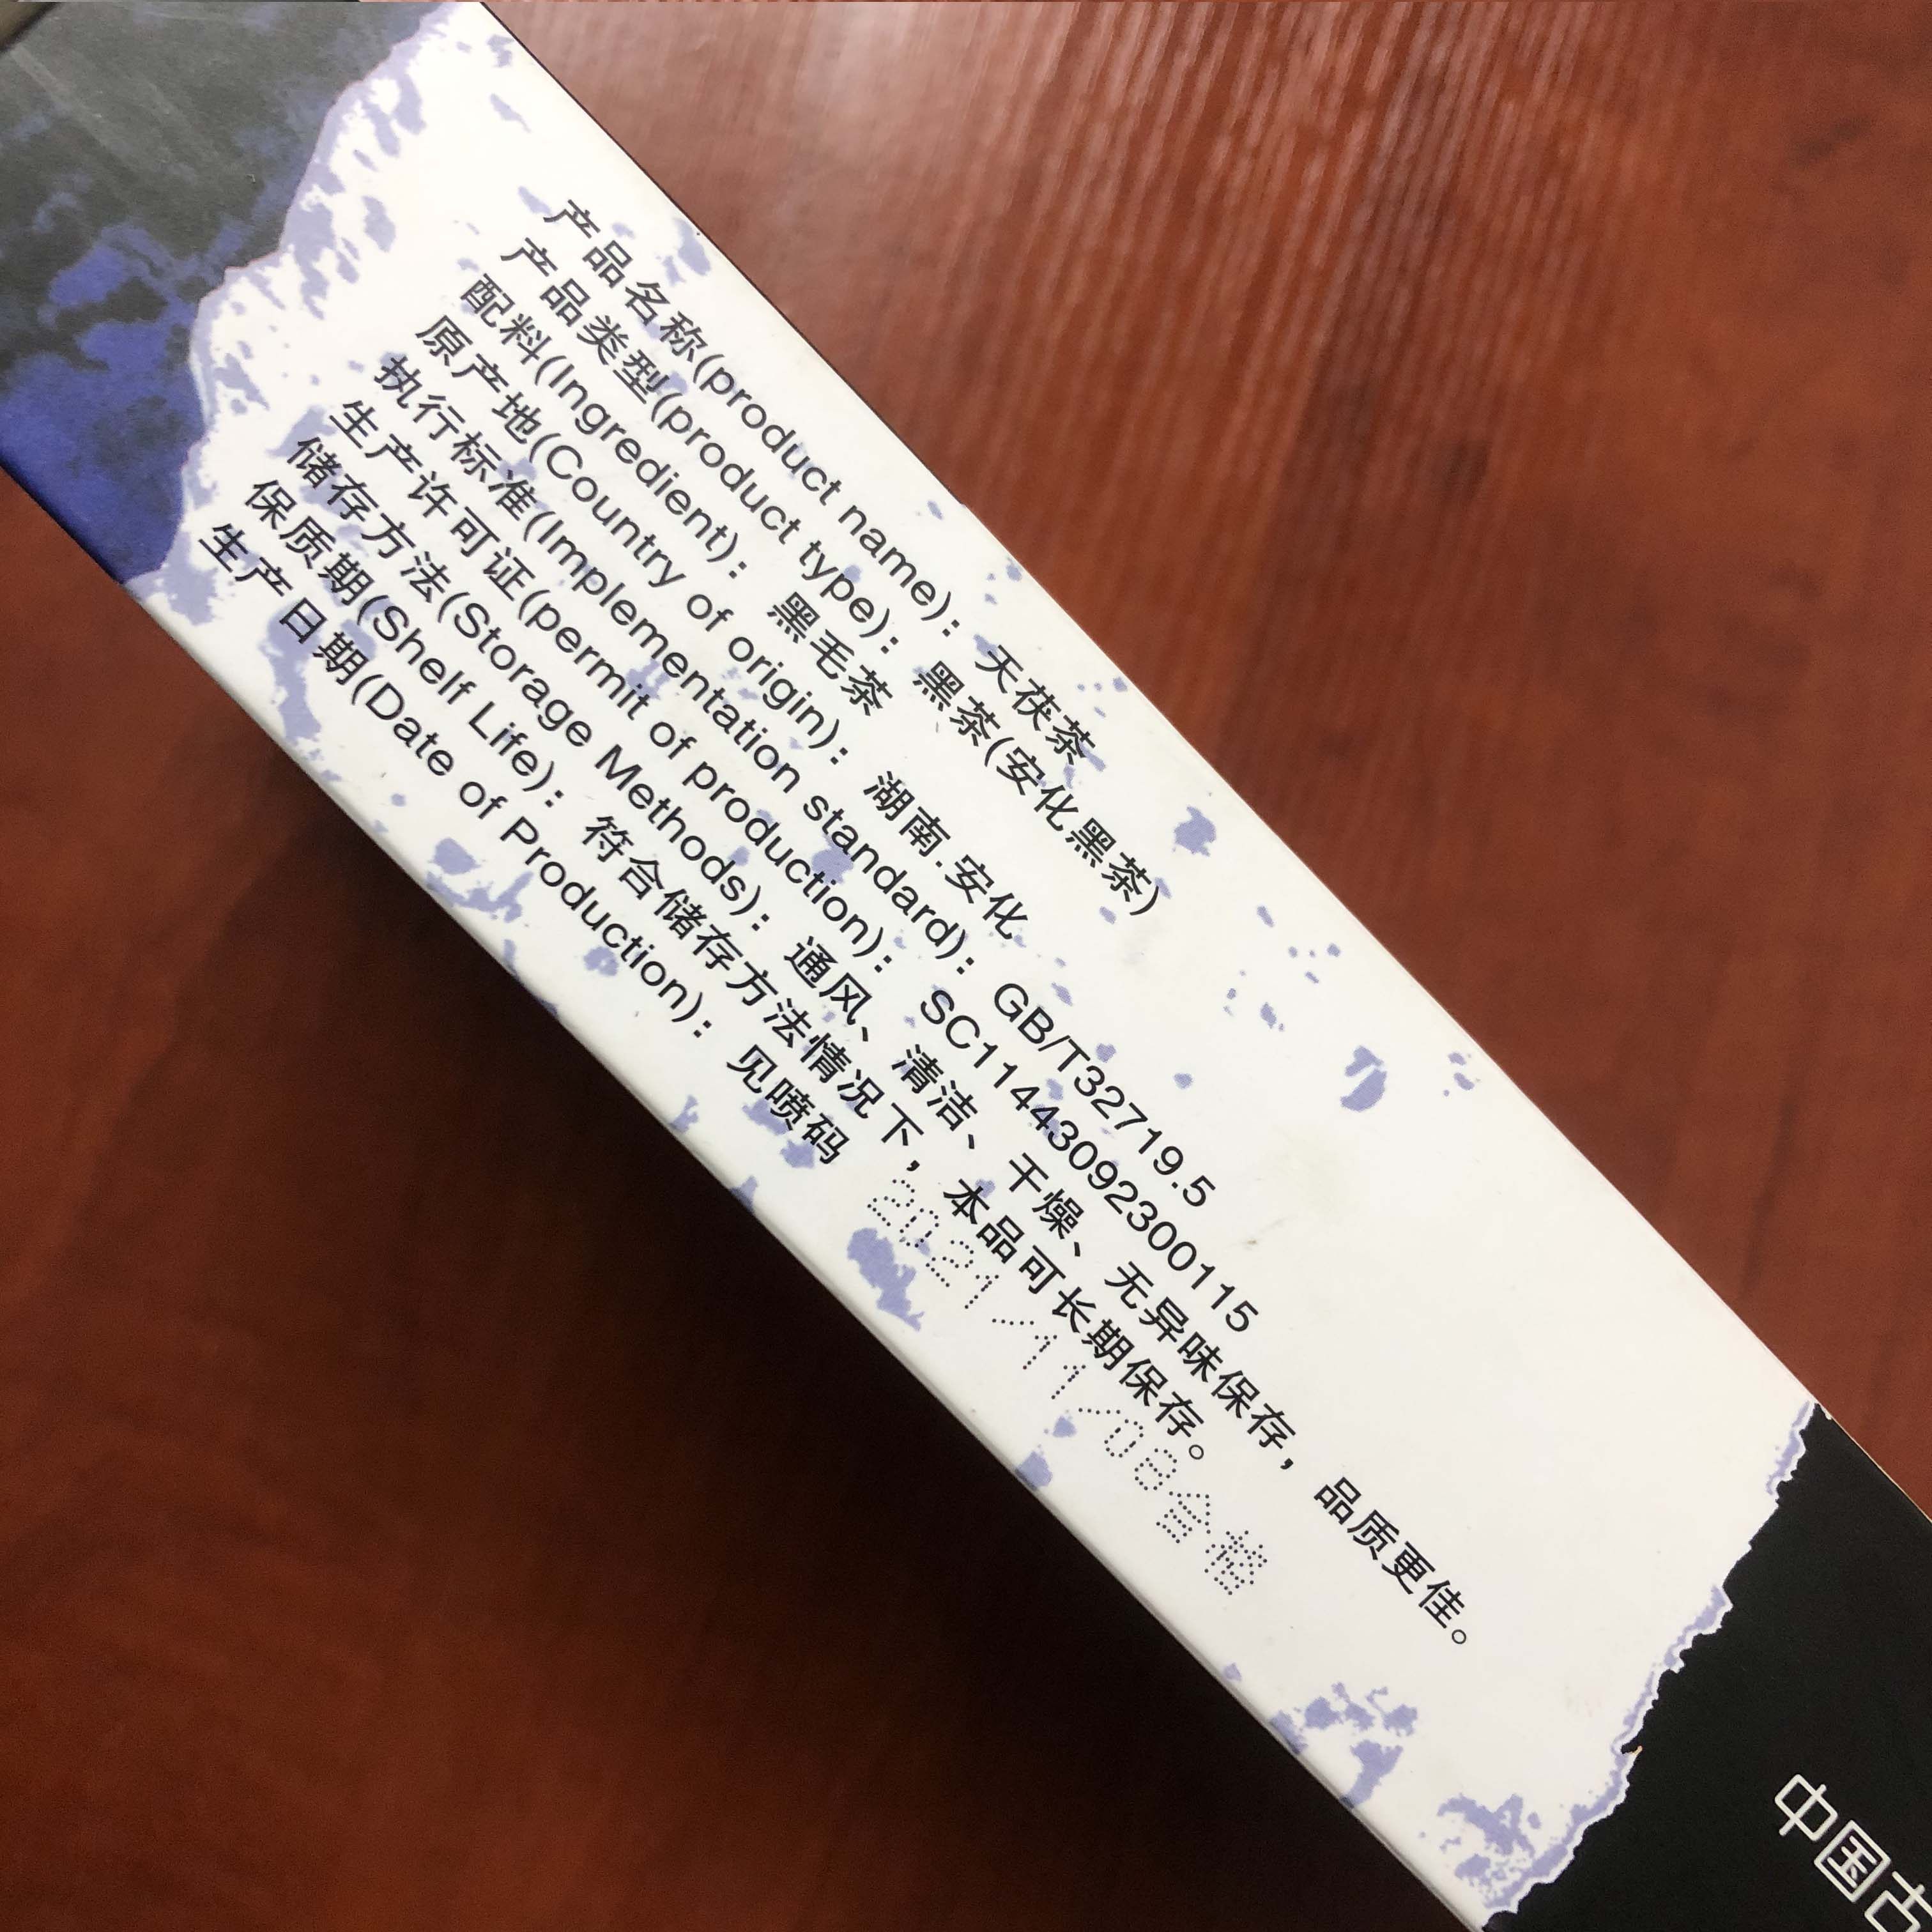 产品名称(product name)：天茯茶
产品类型(product type)：黑茶(安化黑茶)
配料(Ingredient)：黑毛茶
原产地(Country of origin)：湖南.安化
执行标准(Implementation standard)：GB/T32719.5
生产许可证(permit of production)：SC11443092300115
储存方法(Storage Methods)：通风、清洁、干燥、无异味保存，品质更佳。
保质期(Shelf Life)：符合储存方法情况下，本品可长期保存。
生产日期(Date of Production)：见喷码 2021/11/08合格
中国古